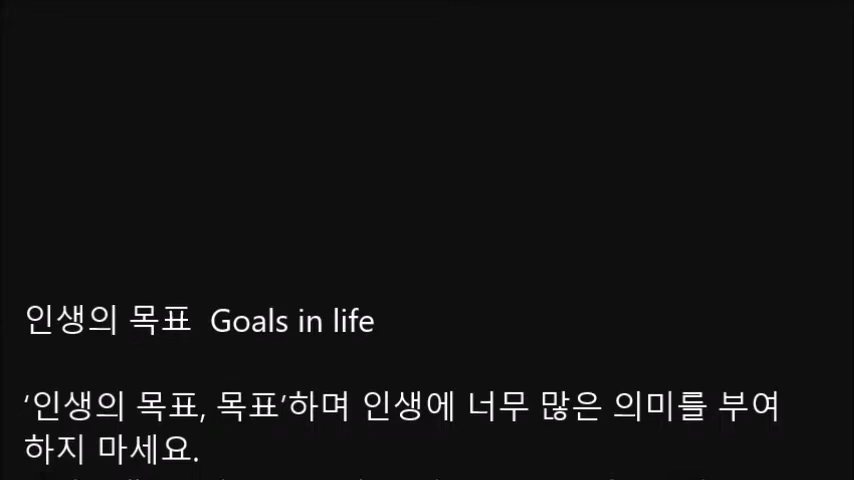 인생의 목표  Goals in life
‘인생의 목표, 목표’하며 인생에 너무 많은 의미를 부여
하지 마세요.